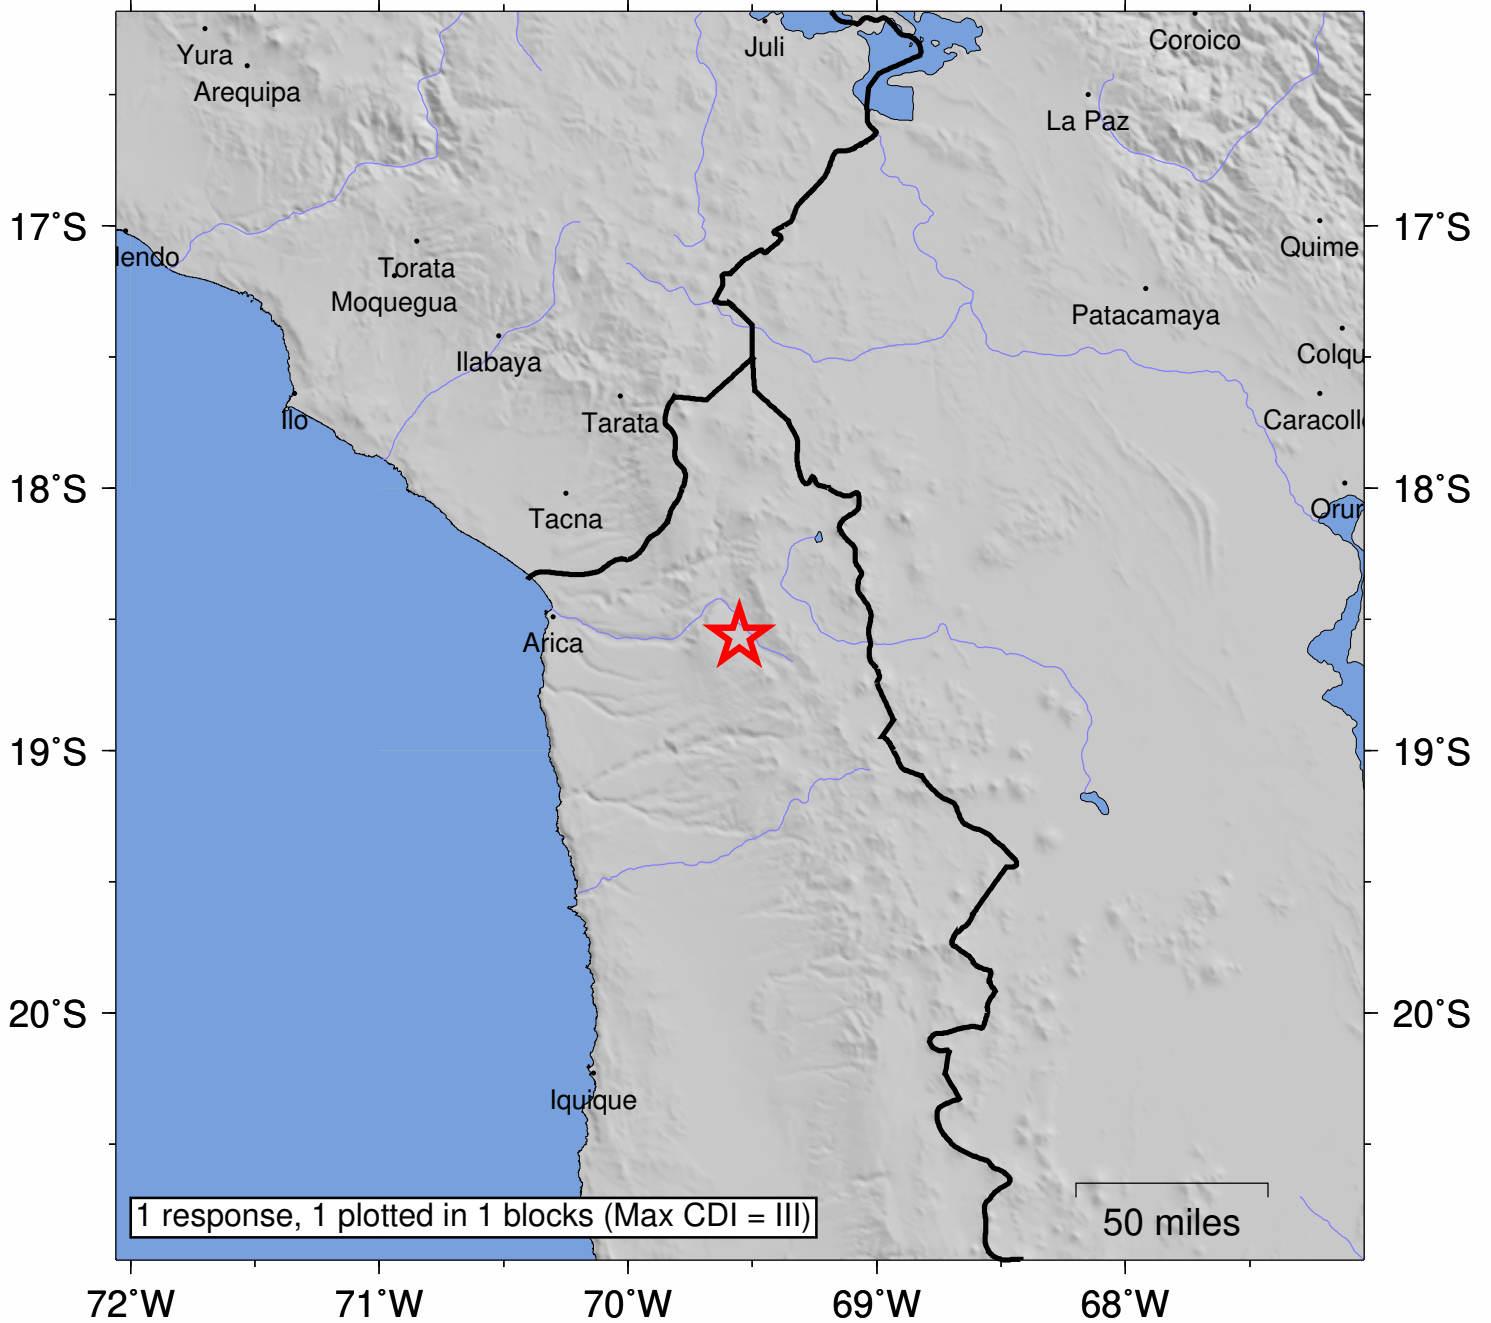 Yura
Juli
Coroico
Arequipa
La Paz
17°S
17°S
Quime
lendo
Torata
Moquegua
Patacamaya
Ilabaya
Colqu
Ilo
Tarata
Caracoll
18°S
18°S
Tacna
Orur
Arica
19°S
19°S
20°S
20°S
Iquique
1 response, 1 plotted in 1 blocks (Max CDI = III)
50 miles
72°W 71°W 70°W 69°W 68°W